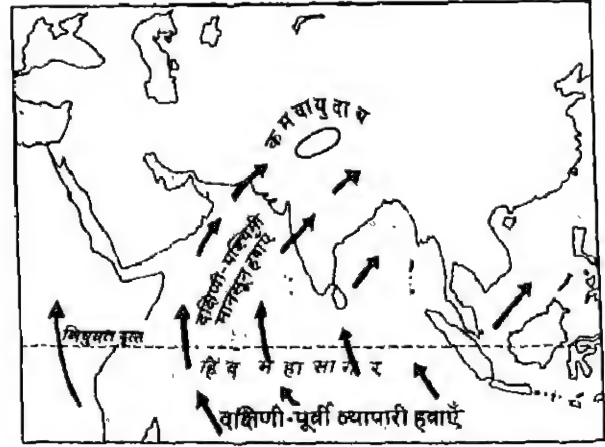 कम वायुदाय
दक्षिणी-पश्चिमी
मानसून हवाएँ
विषुवत वृत्त
हिंद महासागर
दक्षिणी-पूर्वी व्यापारी हवाएँ